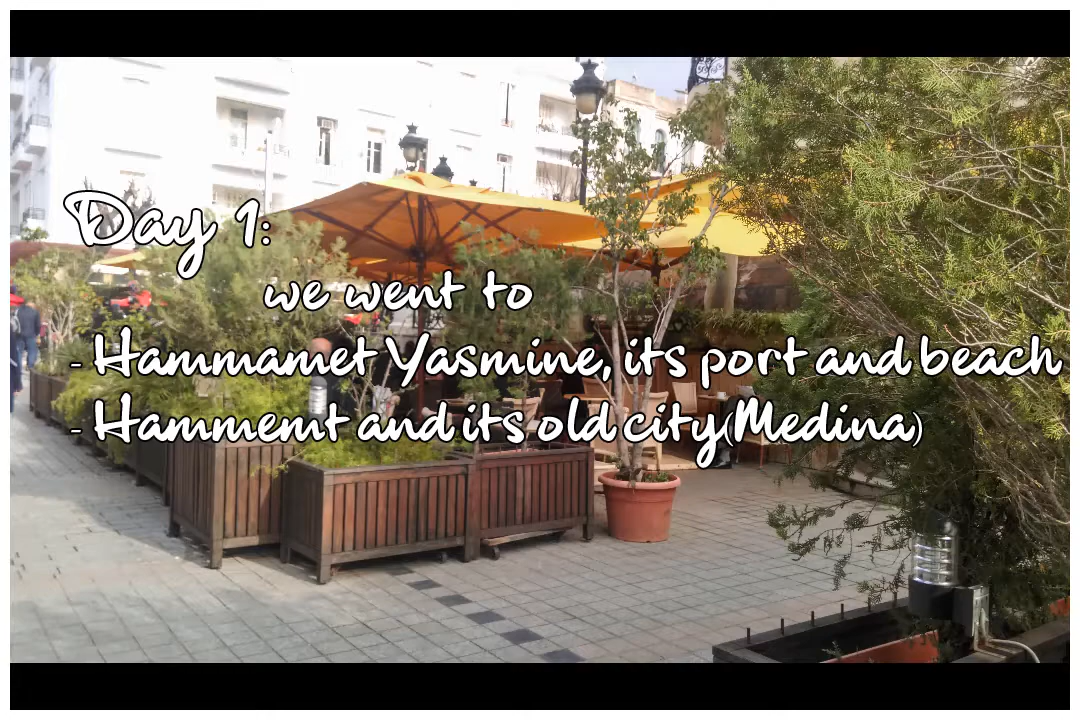 Day 1:
we went to
- Hammamet Yasmine, its port and beach
- Hammemt and its old city(Medina)